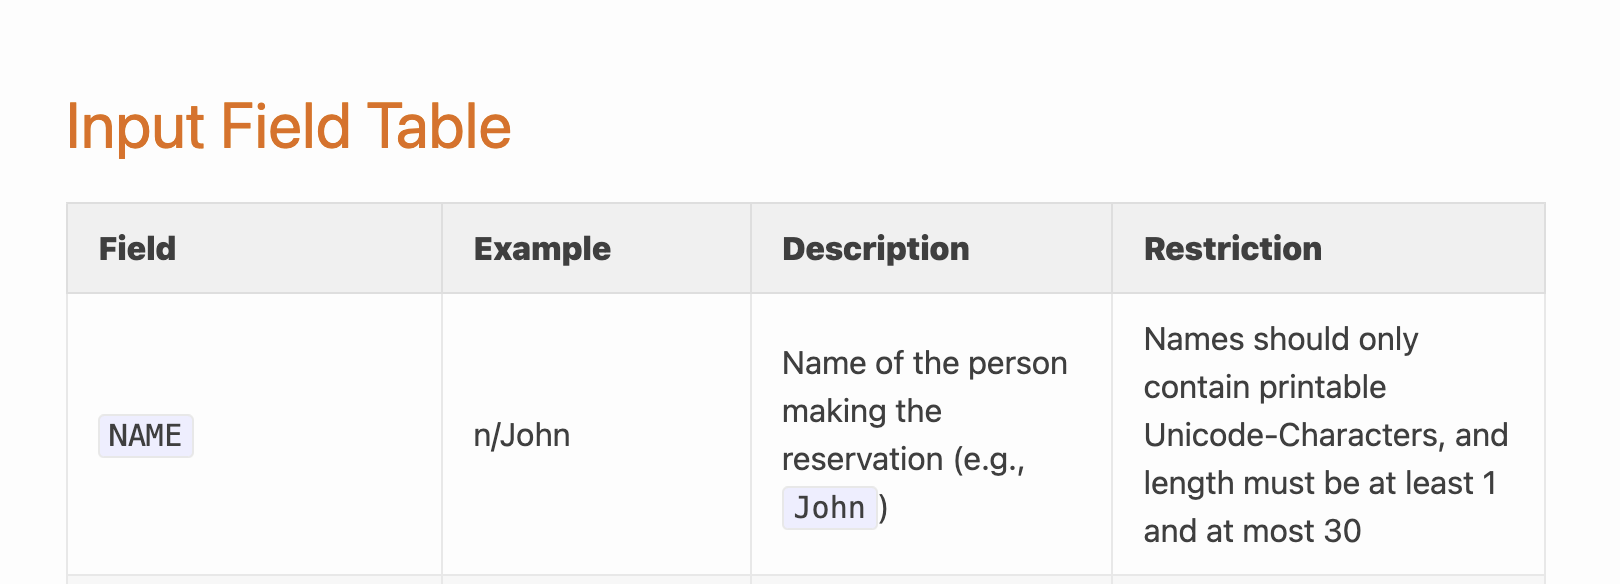 Input Field Table
Field Example Description Restriction
NAME
n/John
Name of the person
making the
reservation (e.g.,
John )
Names should only
contain printable
Unicode-Characters, and
length must be at least 1
and at most 30